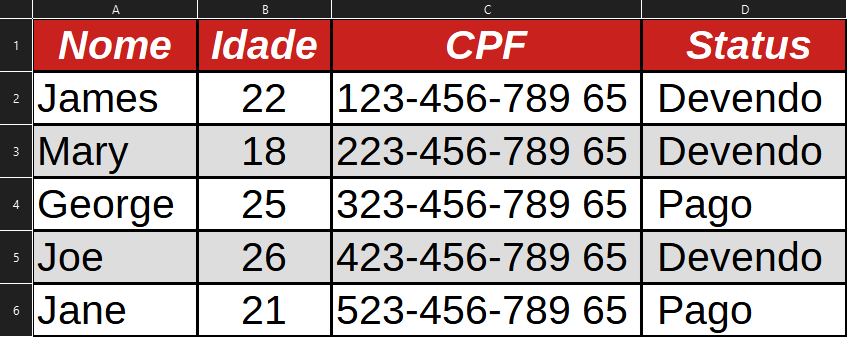 A B C D
1 Nome Idade CPF Status
2 James 22 123-456-789 65 Devendo
3 Mary 18 223-456-789 65 Devendo
4 George 25 323-456-789 65 Pago
5 Joe 26 423-456-789 65 Devendo
6 Jane 21 523-456-789 65 Pago